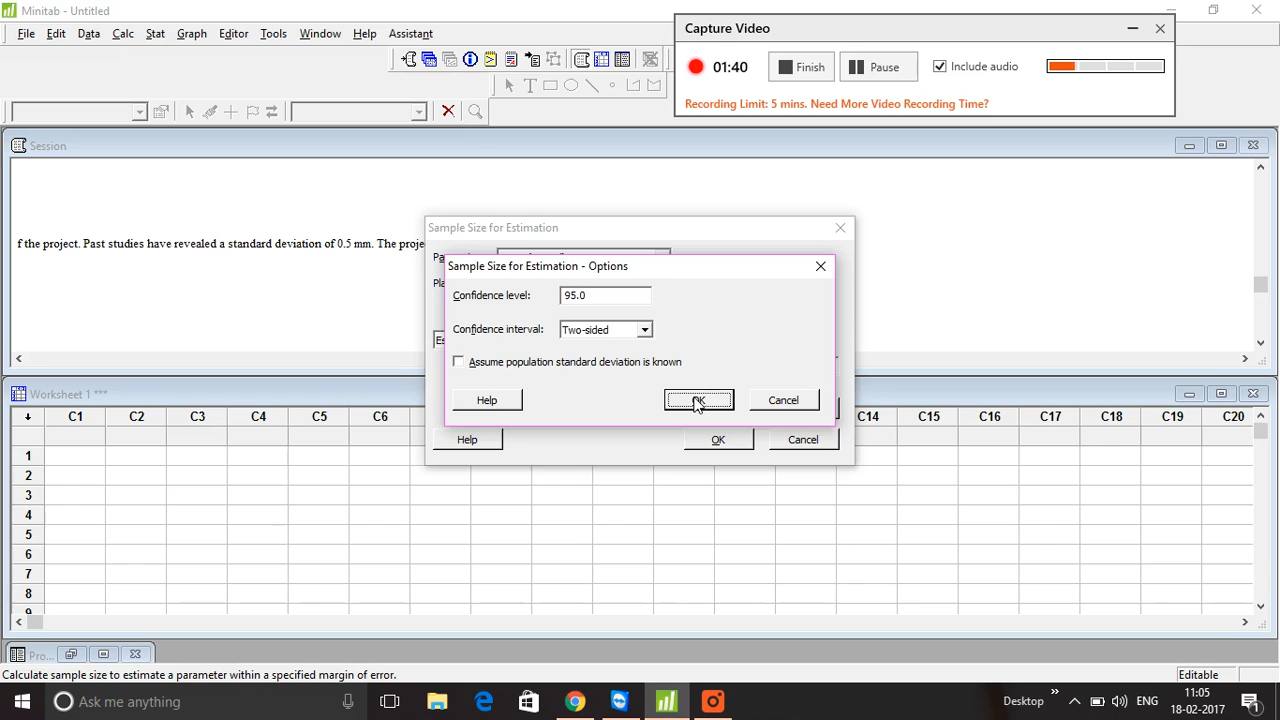 Minitab - Untitled
File Edit Data Calc Stat Graph Editor Tools Window Help Assistant
Capture Video
01:40 Finish Pause Include audio
Recording Limit: 5 mins. Need More Video Recording Time?
Session
f the project. Past studies have revealed a standard deviation of 0.5 mm. The proje
Sample Size for Estimation
Sample Size for Estimation - Options
Confidence level: 95.0
Confidence interval: Two-sided
Assume population standard deviation is known
Help OK Cancel
Help OK Cancel
Worksheet 1 ***
C1 C2 C3 C4 C5 C6 C14 C15 C16 C17 C18 C19 C20
1
2
3
4
5
6
7
8
9
Pro...
Calculate sample size to estimate a parameter within a specified margin of error.
Editable
Ask me anything
Desktop
ENG
11:05
18-02-2017
1